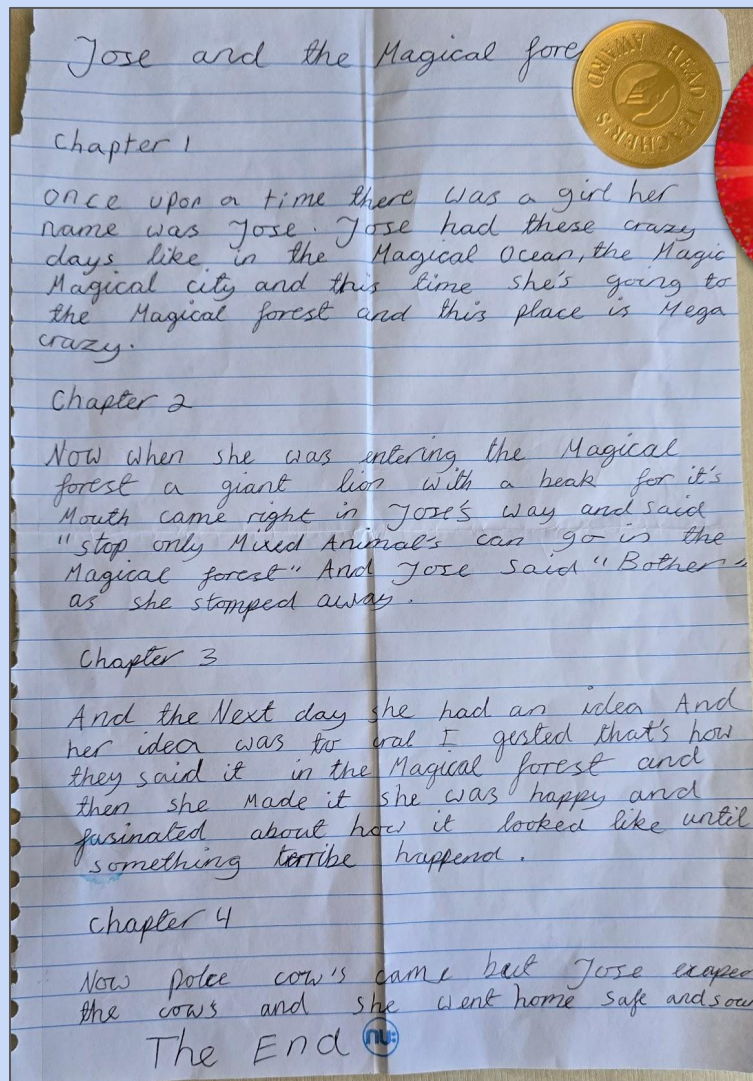 Jose and the Magical fore
TEACHER'S
AWARD
Chapter 1
once upon a time there was a girl her
name was Jose. Jose had these crazy
days like in the Magical Ocean, the Magic
Magical city and this time she's going to
the Magical forest and this place is Mega
crazy.
Chapter 2
Now when she was entering the Magical
forest a giant lion with a beak for it's
Mouth came right in Jose's way and said
"stop only Mixed Animal's can go in the
Magical forest" And Jose said "Bother"
as she stomped away.
Chapter 3
And the Next day she had an idea And
her idea was to I gested that's how
they said it in the Magical forest and
then she Made it she was happy and
fusinated about how it looked like until
something terribe happend.
Chapter 4
Now police cow's came but Jose exapee
the cows and she went home safe and soun
The End
nu: